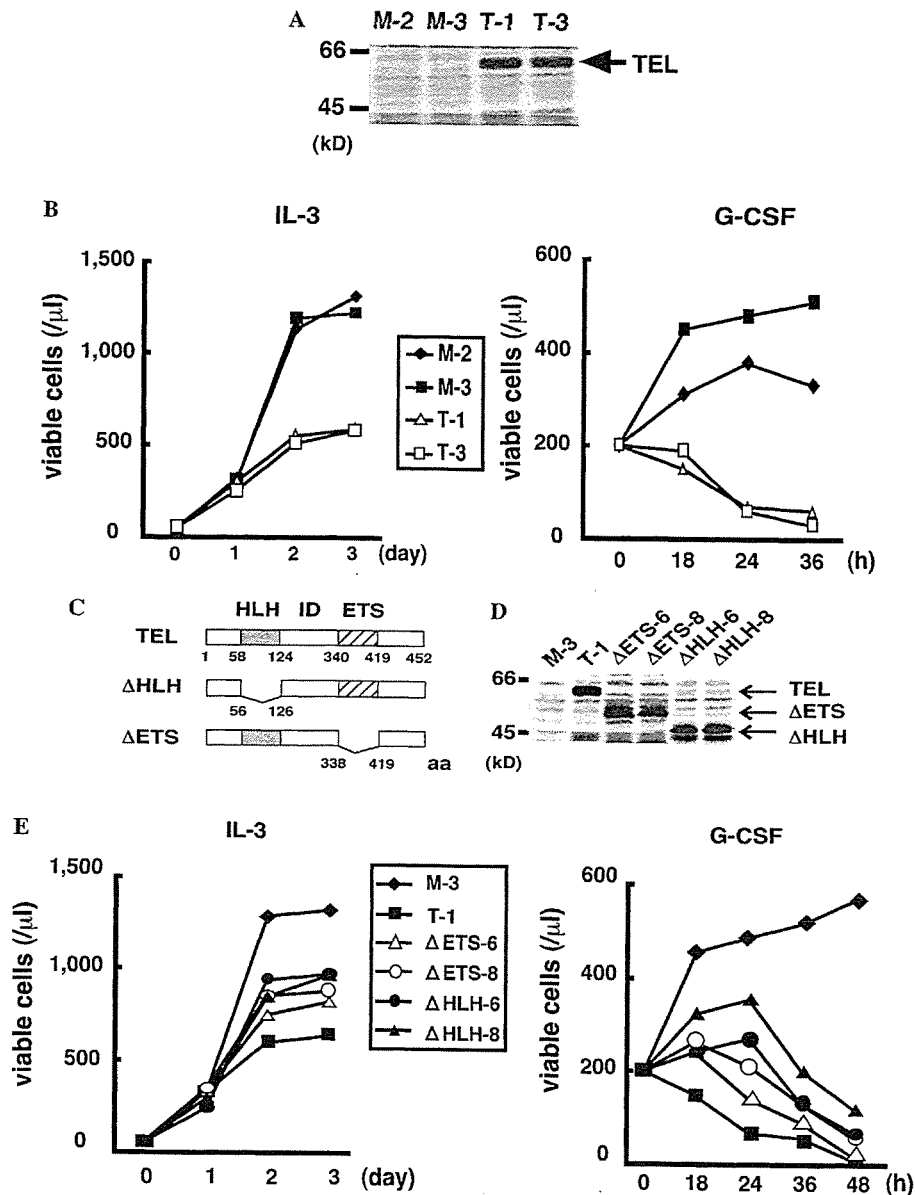 A
M-2 M-3 T-1 T-3
66
TEL
45
(kD)
B
IL-3
viable cells (/μl)
1,500
1,000
500
0
0 1 2 3 (day)
M-2
M-3
T-1
T-3
G-CSF
viable cells (/μl)
600
400
200
0
0 18 24 36 (h)
C
HLH ID ETS
TEL
1 58 124 340 419 452
ΔHLH
56 126
ΔETS
338 419 aa
D
M-3 T-1 ΔETS-6 ΔETS-8 ΔHLH-6 ΔHLH-8
66
TEL
ΔETS
45
ΔHLH
(kD)
E
IL-3
viable cells (/μl)
1,500
1,000
500
0
0 1 2 3 (day)
M-3
T-1
Δ ETS-6
Δ ETS-8
Δ HLH-6
Δ HLH-8
G-CSF
viable cells (/μl)
600
400
200
0
0 18 24 36 48 (h)